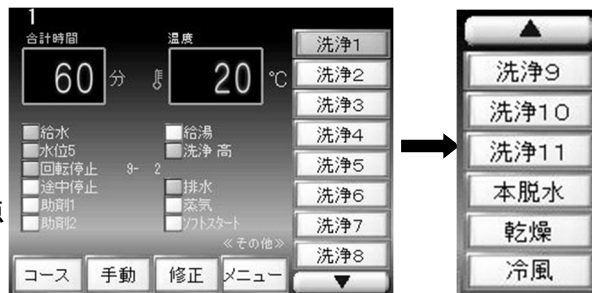 1
合計時間 温度
60 分 20 ℃
給水 給湯
水位5 洗浄 高
回転停止 9- 2
途中停止 排水
助剤1 蒸気
助剤2 ソフトスタート
≪その他≫
コース 手動 修正 メニュー
洗浄1
洗浄2
洗浄3
洗浄4
洗浄5
洗浄6
洗浄7
洗浄8
▼
▲
洗浄9
洗浄10
洗浄11
本脱水
乾燥
冷風